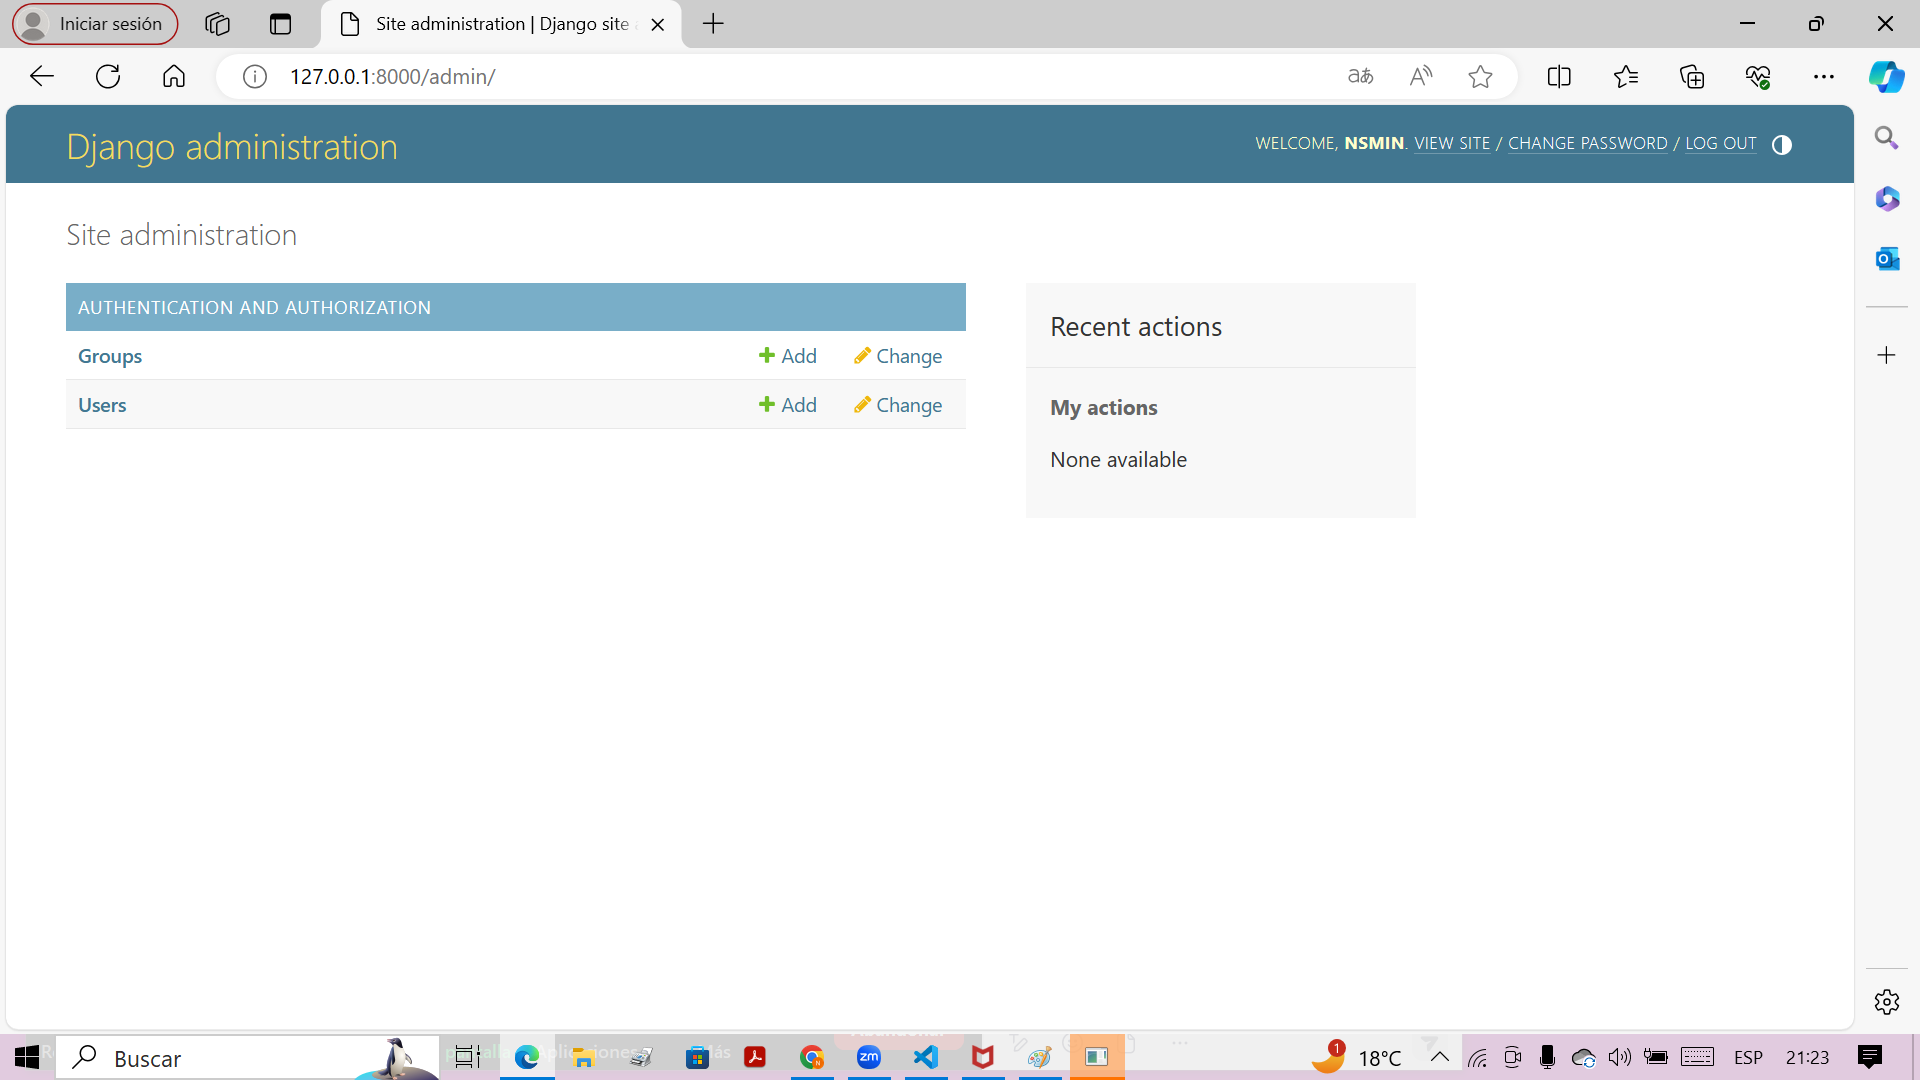 Iniciar sesión
Site administration | Django site
127.0.0.1:8000/admin/
Django administration
WELCOME, NSMIN. VIEW SITE / CHANGE PASSWORD / LOG OUT
Site administration
AUTHENTICATION AND AUTHORIZATION
Groups
Add
Change
Users
Add
Change
Recent actions
My actions
None available
Buscar
1
18°C
ESP
21:23